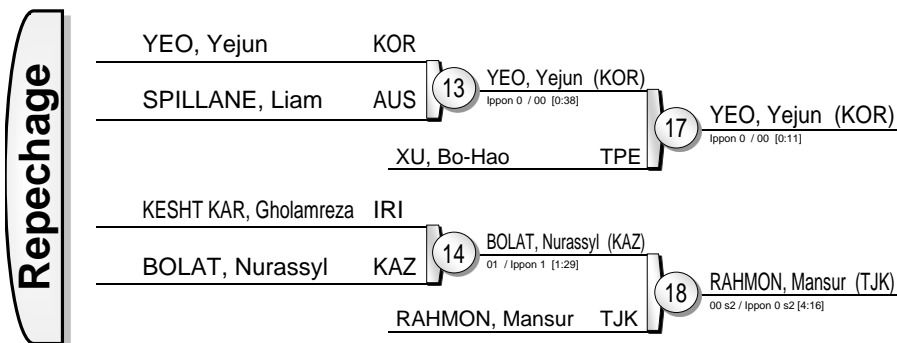 Repechage
YEO, Yejun KOR
SPILLANE, Liam AUS
13
YEO, Yejun (KOR)
Ippon 0 / 00 [0:38]
XU, Bo-Hao TPE
17
YEO, Yejun (KOR)
Ippon 0 / 00 [0:11]
KESHT KAR, Gholamreza IRI
BOLAT, Nurassyl KAZ
14
BOLAT, Nurassyl (KAZ)
01 / Ippon 1 [1:29]
RAHMON, Mansur TJK
18
RAHMON, Mansur (TJK)
00 s2 / Ippon 0 s2 [4:16]